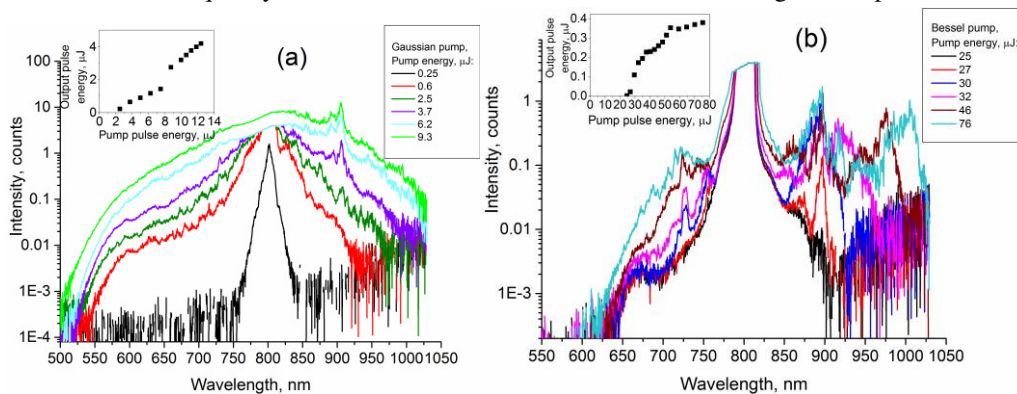 (a)
Output pulse
energy, µJ
4
2
0
0 2 4 6 8 10 12 14
Pump pulse energy, µJ
Gaussian pump,
Pump energy, µJ:
0.25
0.6
2.5
3.7
6.2
9.3
Intensity, counts
100
10
1
0.1
0.01
1E-3
1E-4
500 550 600 650 700 750 800 850 900 950 1000 1050
Wavelength, nm
(b)
Output pulse
energy, µJ
0.4
0.3
0.2
0.1
0.0
0 10 20 30 40 50 60 70 80
Pump pulse energy, µJ
Bessel pump,
Pump energy, µJ:
25
27
30
32
46
76
Intensity, counts
1
0.1
0.01
1E-3
550 600 650 700 750 800 850 900 950 1000 1050
Wavelength, nm